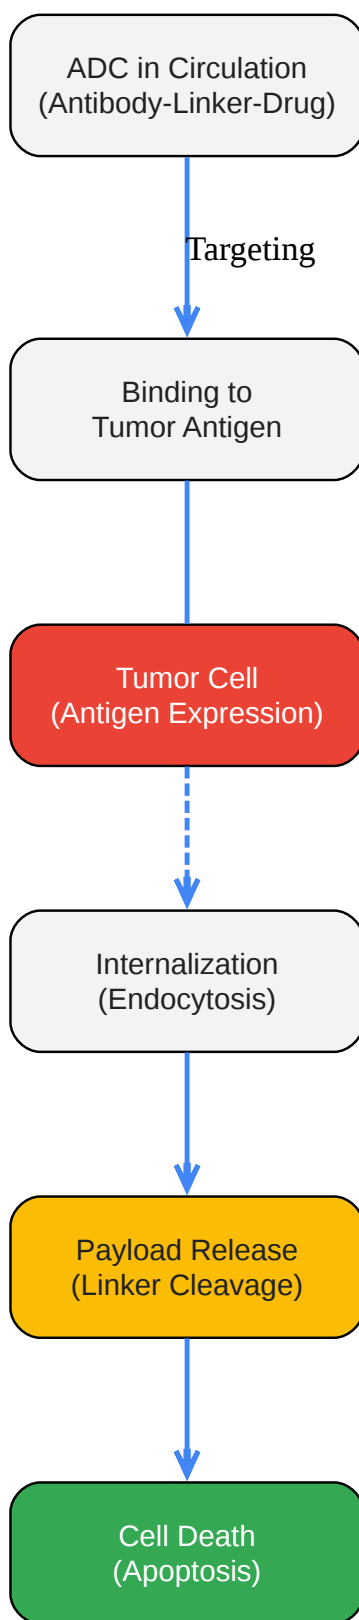 ADC in Circulation
(Antibody-Linker-Drug)
Targeting
Binding to
Tumor Antigen
Tumor Cell
(Antigen Expression)
Internalization
(Endocytosis)
Payload Release
(Linker Cleavage)
Cell Death
(Apoptosis)